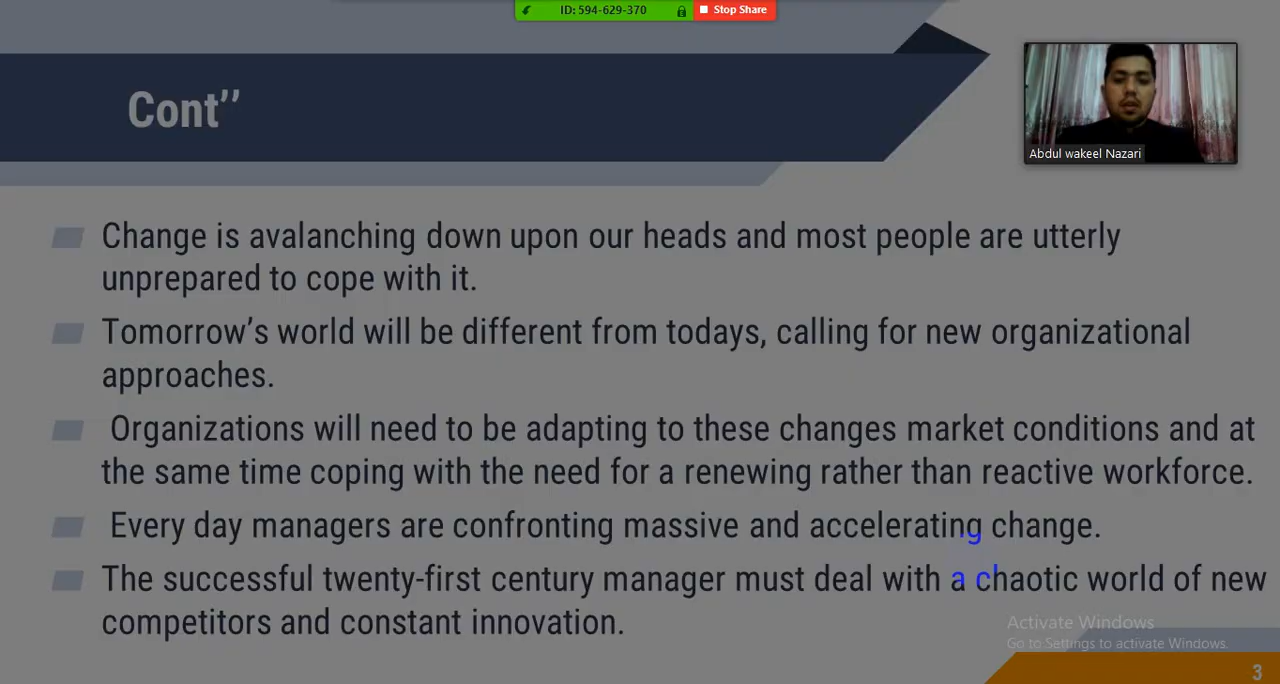 ID: 594-629-370
Stop Share
Cont’’
Abdul wakeel Nazari
Change is avalanching down upon our heads and most people are utterly
unprepared to cope with it.
Tomorrow’s world will be different from todays, calling for new organizational
approaches.
Organizations will need to be adapting to these changes market conditions and at
the same time coping with the need for a renewing rather than reactive workforce.
Every day managers are confronting massive and accelerating change.
The successful twenty-first century manager must deal with a chaotic world of new
competitors and constant innovation.
Activate Windows
Go to Settings to activate Windows.
3